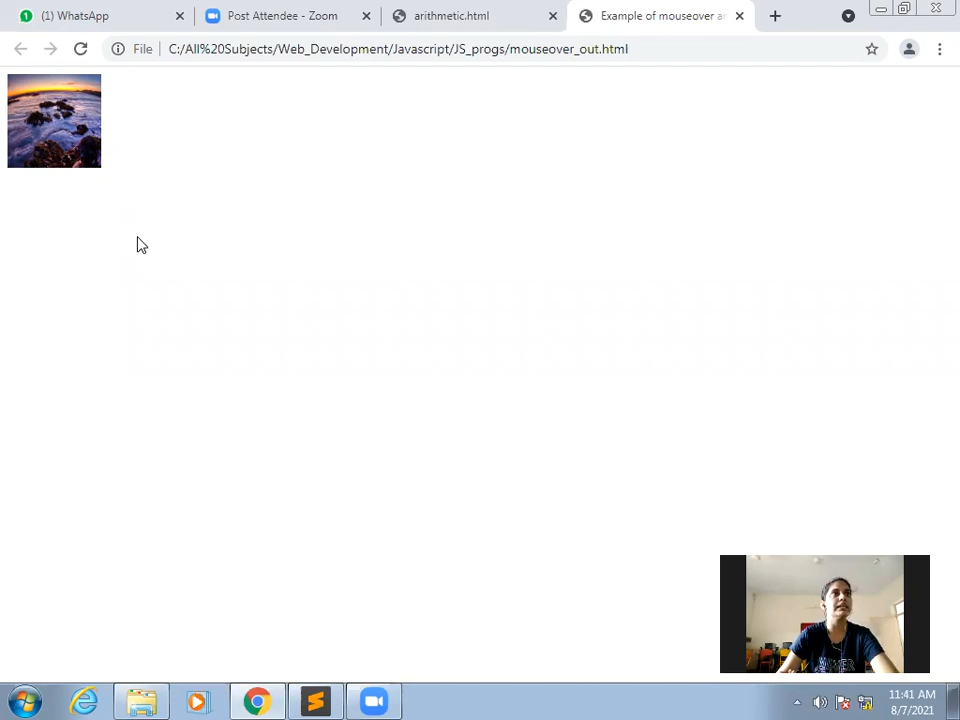 (1) WhatsApp
Post Attendee - Zoom
arithmetic.html
Example of mouseover a
File
C:/All%20Subjects/Web_Development/Javascript/JS_progs/mouseover_out.html
11:41 AM
8/7/2021